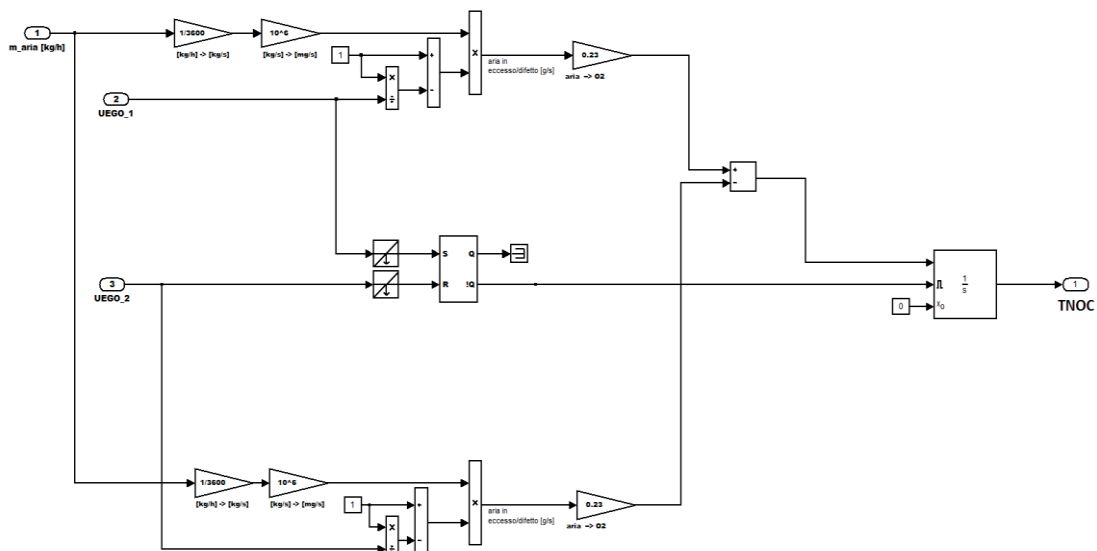 1
m_aria [kg/h]
1/3600
[kg/h] -> [kg/s]
10^6
[kg/s] -> [mg/s]
1
×
÷
+
-
X
aria in
eccesso/difetto [g/s]
0.23
aria -> O2
2
UEGO_1
+
-
S
R
Q
!Q
3
UEGO_2
1
s
0
x0
1
TNOC
1/3600
[kg/h] -> [kg/s]
10^6
[kg/s] -> [mg/s]
1
×
÷
+
-
X
aria in
eccesso/difetto [g/s]
0.23
aria -> O2